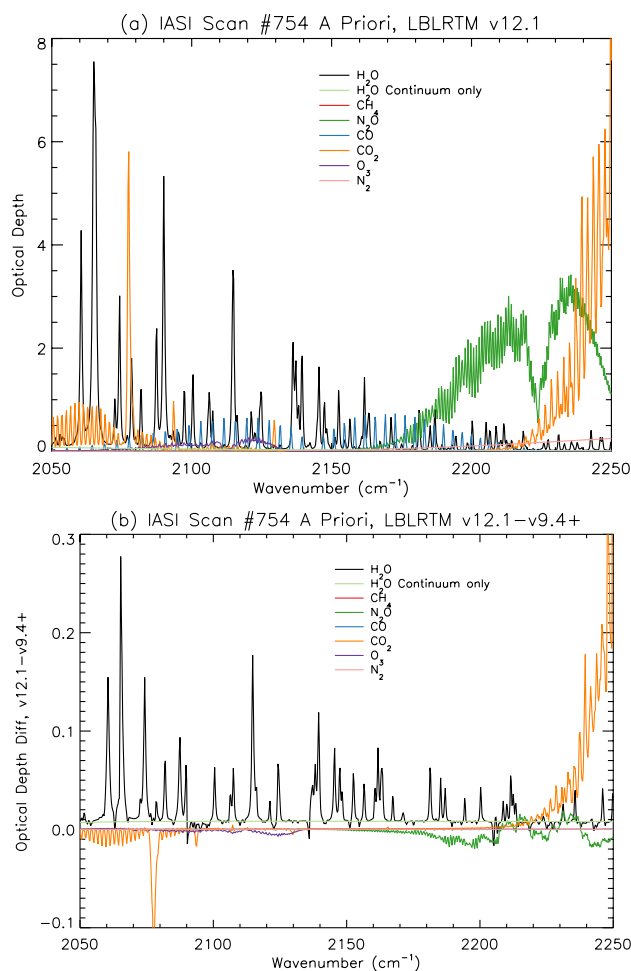 (a) IASI Scan #754 A Priori, LBLRTM v12.1
8
6
4
2
0
Optical Depth
H₂O
H₂O Continuum only
CH₄
N₂O
CO
CO₂
O₃
N₂
2050 2100 2150 2200 2250
Wavenumber (cm⁻¹)
(b) IASI Scan #754 A Priori, LBLRTM v12.1−v9.4+
0.3
0.2
0.1
0.0
−0.1
Optical Depth Diff, v12.1−v9.4+
H₂O
H₂O Continuum only
CH₄
N₂O
CO
CO₂
O₃
N₂
2050 2100 2150 2200 2250
Wavenumber (cm⁻¹)